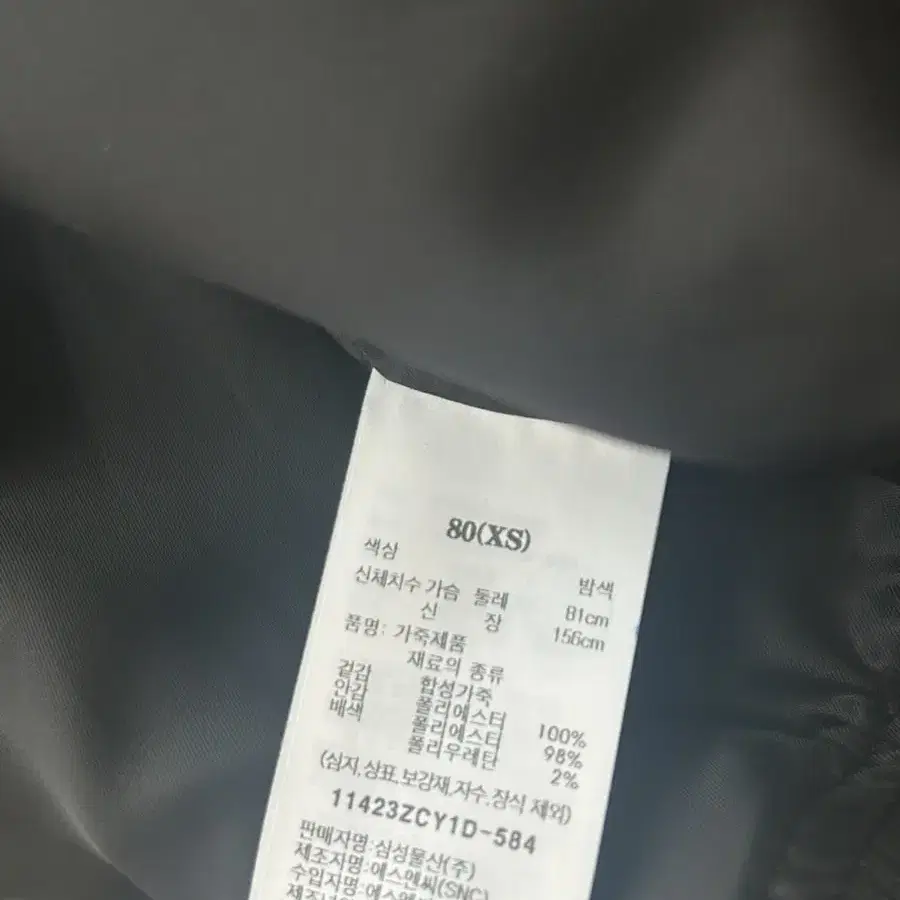 80(XS)
색상 밤색
신체치수 가슴 둘레 81cm
신 장 156cm
품명: 가죽제품
재료의 종류
겉감 합성가죽
안감 폴리에스터 100%
배색 폴리에스터 98%
폴리우레탄 2%
(심지,상표,보강재,자수,장식 제외)
11423ZCY1D-584
판매자명:삼성물산(주)
제조자명:에스엔씨(SNC)
수입자명:에스엔